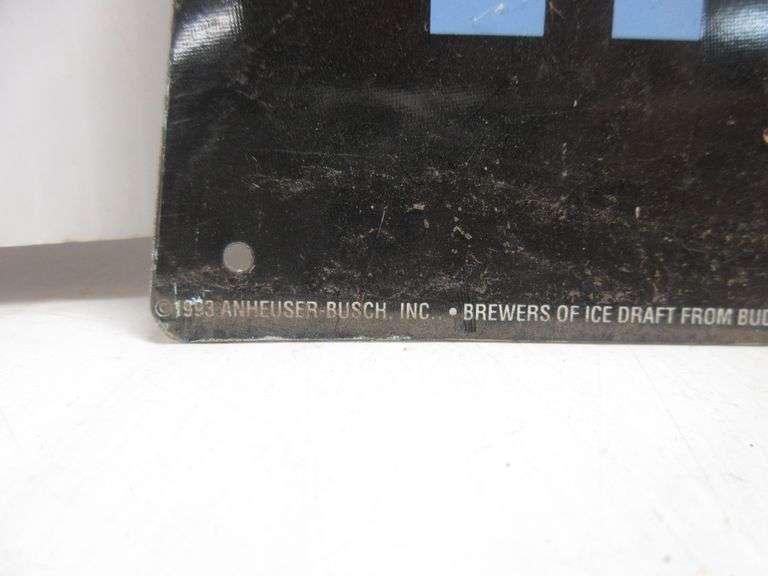 ©1993 ANHEUSER-BUSCH, INC. • BREWERS OF ICE DRAFT FROM BUD